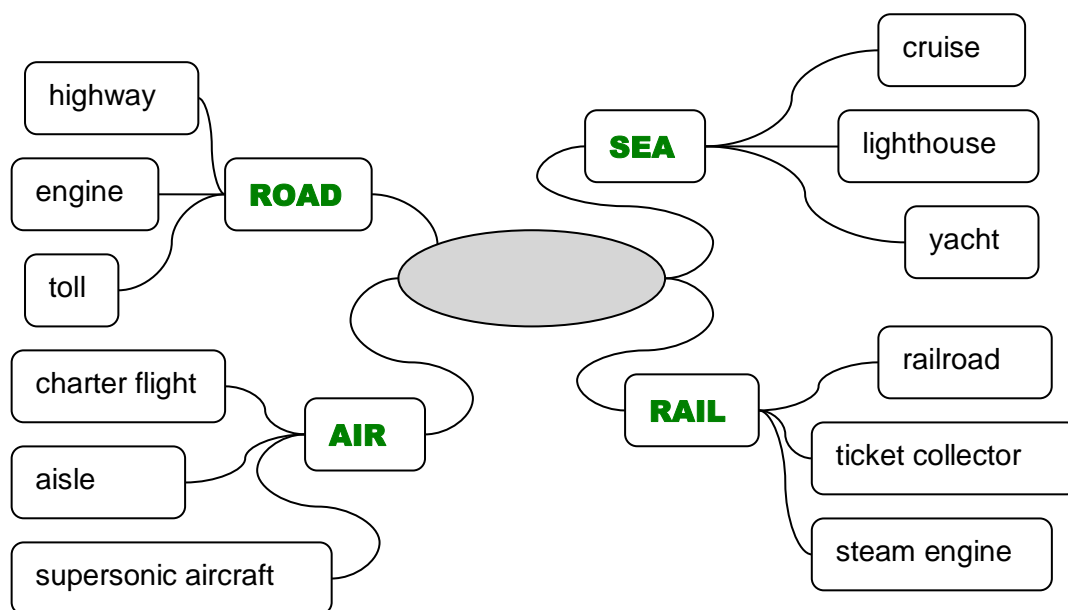 highway
engine
toll
ROAD
charter flight
aisle
supersonic aircraft
AIR
SEA
cruise
lighthouse
yacht
RAIL
railroad
ticket collector
steam engine